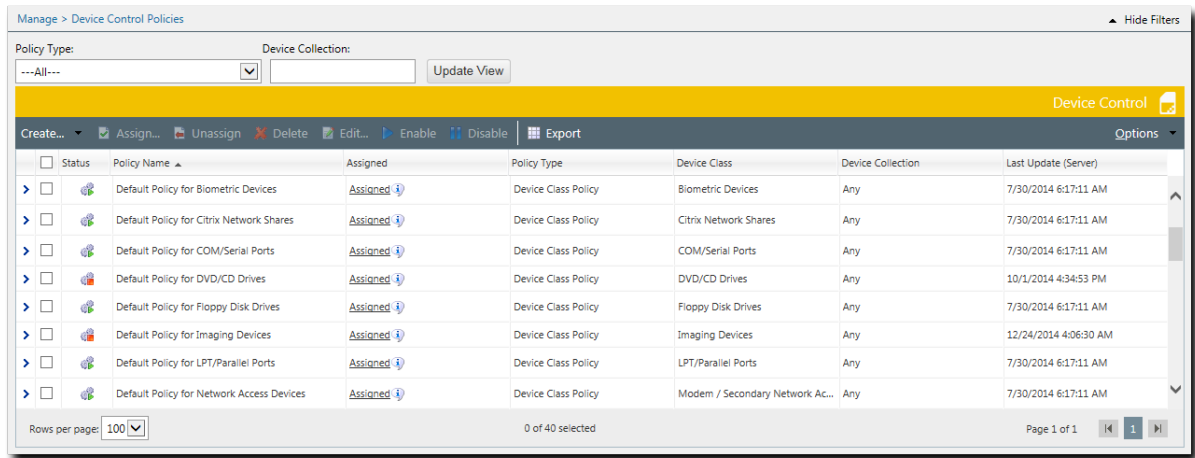 Manage > Device Control Policies Hide Filters
Policy Type: Device Collection:
---All--- Update View
Device Control
Create... Assign... Unassign Delete Edit... Enable Disable Export Options
Status Policy Name Assigned Policy Type Device Class Device Collection Last Update (Server)
Default Policy for Biometric Devices Assigned Device Class Policy Biometric Devices Any 7/30/2014 6:17:11 AM
Default Policy for Citrix Network Shares Assigned Device Class Policy Citrix Network Shares Any 7/30/2014 6:17:11 AM
Default Policy for COM/Serial Ports Assigned Device Class Policy COM/Serial Ports Any 7/30/2014 6:17:11 AM
Default Policy for DVD/CD Drives Assigned Device Class Policy DVD/CD Drives Any 10/1/2014 4:34:53 PM
Default Policy for Floppy Disk Drives Assigned Device Class Policy Floppy Disk Drives Any 7/30/2014 6:17:11 AM
Default Policy for Imaging Devices Assigned Device Class Policy Imaging Devices Any 12/24/2014 4:06:30 AM
Default Policy for LPT/Parallel Ports Assigned Device Class Policy LPT/Parallel Ports Any 7/30/2014 6:17:11 AM
Default Policy for Network Access Devices Assigned Device Class Policy Modem / Secondary Network Ac... Any 7/30/2014 6:17:11 AM
Rows per page: 100 0 of 40 selected Page 1 of 1 1